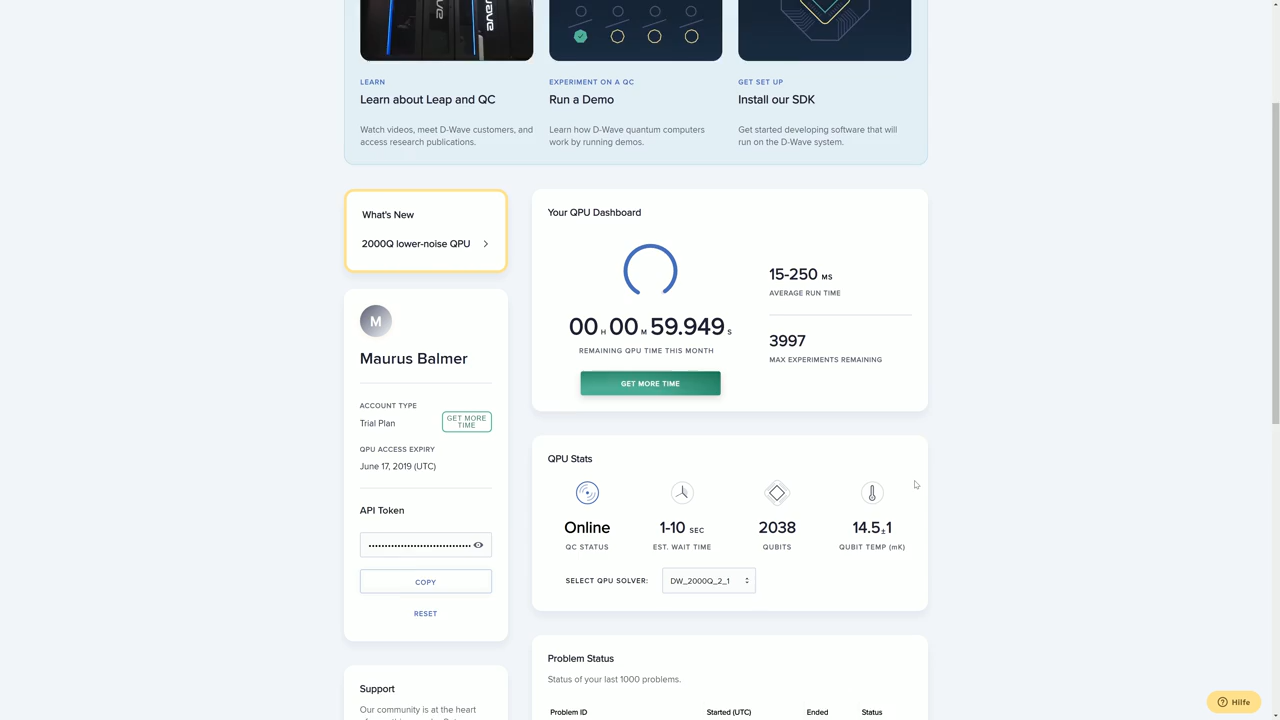 wave
LEARN
Learn about Leap and QC
Watch videos, meet D-Wave customers, and
access research publications.
EXPERIMENT ON A QC
Run a Demo
Learn how D-Wave quantum computers
work by running demos.
GET SET UP
Install our SDK
Get started developing software that will
run on the D-Wave system.
What's New
2000Q lower-noise QPU
M
Maurus Balmer
ACCOUNT TYPE
Trial Plan
GET MORE
TIME
QPU ACCESS EXPIRY
June 17, 2019 (UTC)
API Token
COPY
RESET
Support
Our community is at the heart
Your QPU Dashboard
00 H 00 M 59.949 S
REMAINING QPU TIME THIS MONTH
GET MORE TIME
15-250 MS
AVERAGE RUN TIME
3997
MAX EXPERIMENTS REMAINING
QPU Stats
Online
QC STATUS
1-10 SEC
EST. WAIT TIME
2038
QUBITS
14.5±1
QUBIT TEMP (mK)
SELECT QPU SOLVER:
DW_2000Q_2_1
Problem Status
Status of your last 1000 problems.
Problem ID Started (UTC) Ended Status
Hilfe